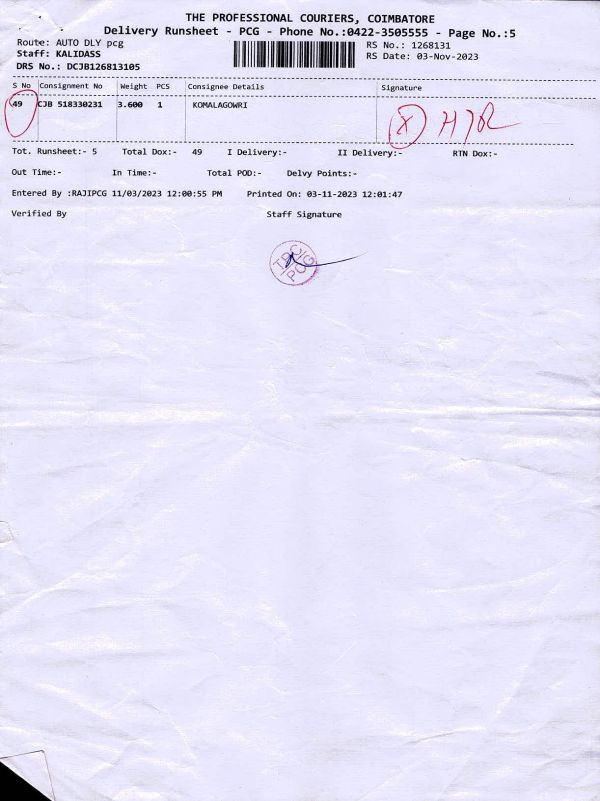 THE PROFESSIONAL COURIERS, COIMBATORE
Delivery Runsheet - PCG - Phone No.:0422-3505555 - Page No.:5
Route: AUTO DLY pcg
Staff: KALIDASS
DRS No.: DCJB126813105
RS No.: 1268131
RS Date: 03-Nov-2023
S No Consignment No Weight PCS Consignee Details Signature
49 CJB 518330231 3.600 1 KOMALAGOWRI
X
Tot. Runsheet:- 5 Total Dox:- 49 I Delivery:- II Delivery:- RTN Dox:-
Out Time:- In Time:- Total POD:- Delvy Points:-
Entered By :RAJIPCG 11/03/2023 12:00:55 PM Printed On: 03-11-2023 12:01:47
Verified By Staff Signature
PCG